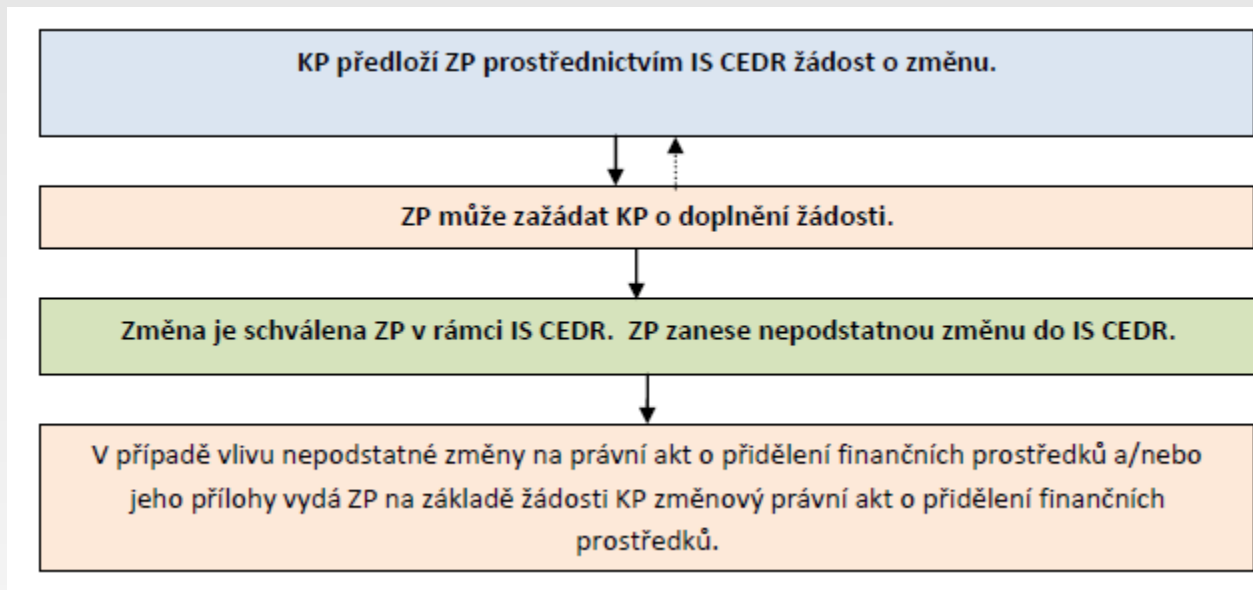 KP předloží ZP prostřednictvím IS CEDR žádost o změnu.
ZP může zažádat KP o doplnění žádosti.
Změna je schválena ZP v rámci IS CEDR.  ZP zanese nepodstatnou změnu do IS CEDR.
V případě vlivu nepodstatné změny na právní akt o přidělení finančních prostředků a/nebo
jeho přílohy vydá ZP na základě žádosti KP změnový právní akt o přidělení finančních
prostředků.